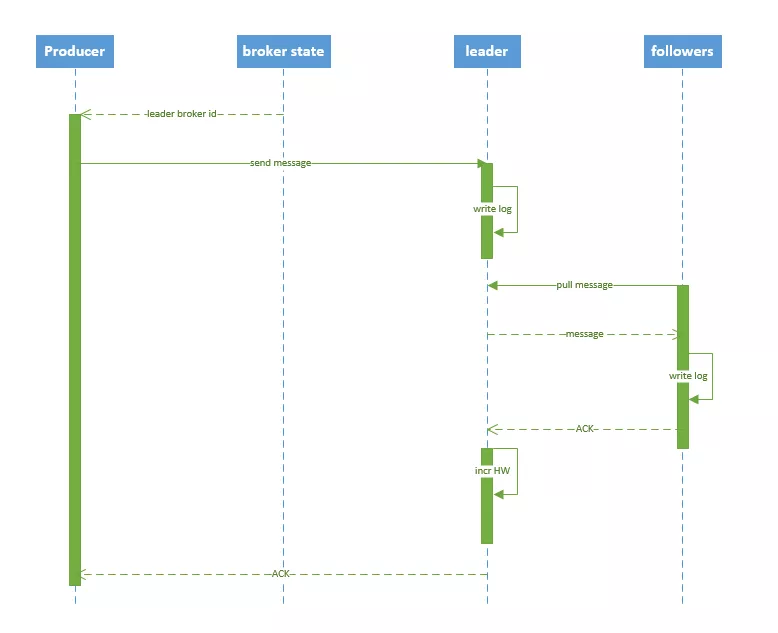 Producer
broker state
leader
followers
leader broker id
send message
write log
pull message
message
write log
ACK
incr HW
ACK